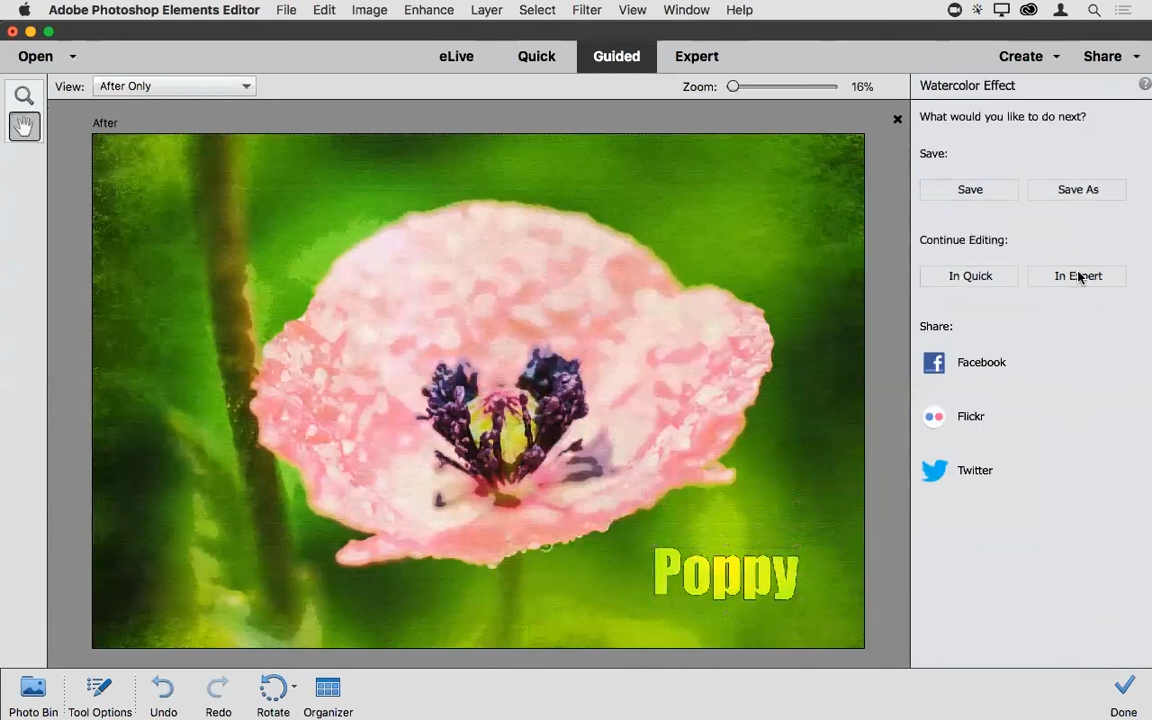 Adobe Photoshop Elements Editor File Edit Image Enhance Layer Select Filter View Window Help
Open eLive Quick Guided Expert Create Share
View: After Only Zoom: 16% Watercolor Effect ?
After
What would you like to do next?
Save:
Save Save As
Continue Editing:
In Quick In Expert
Share:
Facebook
Flickr
Twitter
Poppy
Photo Bin Tool Options Undo Redo Rotate Organizer Done